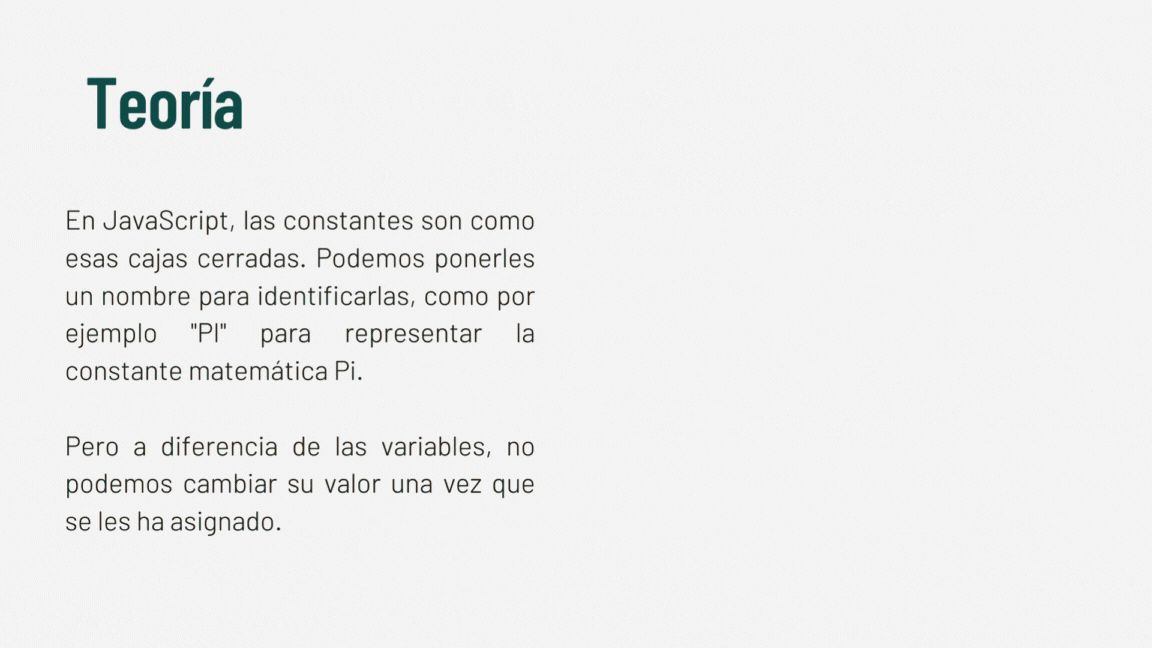 Teoría
En JavaScript, las constantes son como
esas cajas cerradas. Podemos ponerles
un nombre para identificarlas, como por
ejemplo "PI" para representar la
constante matemática Pi.
Pero a diferencia de las variables, no
podemos cambiar su valor una vez que
se les ha asignado.